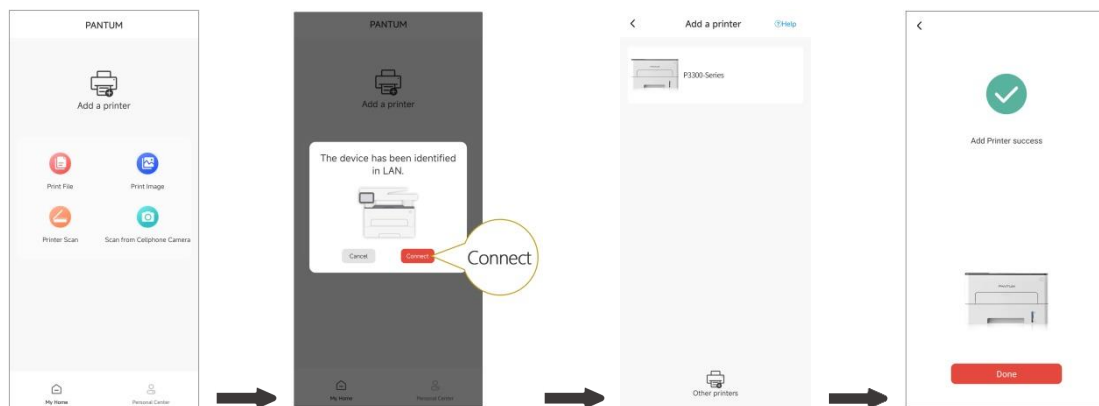 PANTUM
Add a printer
Print File
Print Image
Printer Scan
Scan from Cellphone Camera
My Home
Personal Center
PANTUM
Add a printer
The device has been identified
in LAN.
Cancel
Connect
Connect
My Home
Personal Center
Add a printer
?Help
P3300-Series
Other printers
Add Printer success
PANTUM
Done